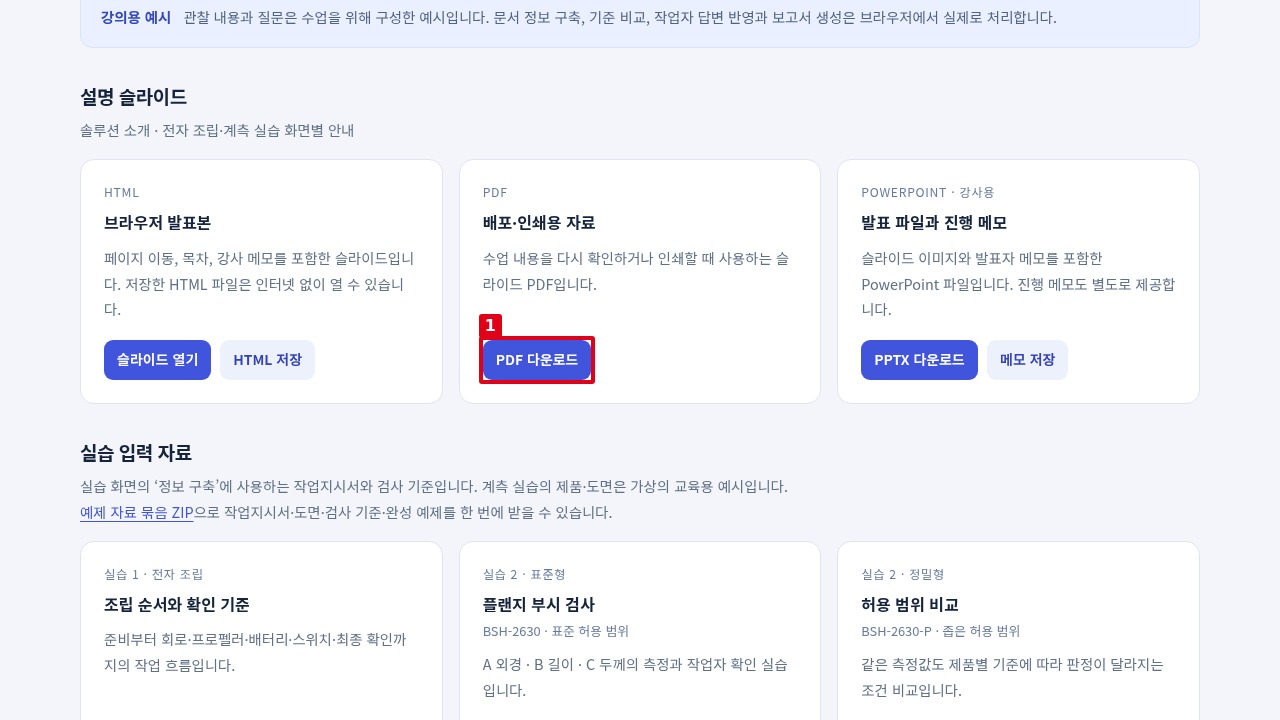 강의용 예시 관찰 내용과 질문은 수업을 위해 구성한 예시입니다. 문서 정보 구축, 기준 비교, 작업자 답변 반영과 보고서 생성은 브라우저에서 실제로 처리합니다.
설명 슬라이드
솔루션 소개 · 전자 조립·계측 실습 화면별 안내
HTML
브라우저 발표본
페이지 이동, 목차, 강사 메모를 포함한 슬라이드입니
다. 저장한 HTML 파일은 인터넷 없이 열 수 있습니
다.
슬라이드 열기 HTML 저장
PDF
배포·인쇄용 자료
수업 내용을 다시 확인하거나 인쇄할 때 사용하는 슬
라이드 PDF입니다.
1
PDF 다운로드
POWERPOINT · 강사용
발표 파일과 진행 메모
슬라이드 이미지와 발표자 메모를 포함한
PowerPoint 파일입니다. 진행 메모도 별도로 제공합
니다.
PPTX 다운로드 메모 저장
실습 입력 자료
실습 화면의 ‘정보 구축’에 사용하는 작업지시서와 검사 기준입니다. 계측 실습의 제품·도면은 가상의 교육용 예시입니다.
예제 자료 묶음 ZIP으로 작업지시서·도면·검사 기준·완성 예제를 한 번에 받을 수 있습니다.
실습 1 · 전자 조립
조립 순서와 확인 기준
준비부터 회로·프로펠러·배터리·스위치·최종 확인까
지의 작업 흐름입니다.
실습 2 · 표준형
플랜지 부시 검사
BSH-2630 · 표준 허용 범위
A 외경 · B 길이 · C 두께의 측정과 작업자 확인 실습
입니다.
실습 2 · 정밀형
허용 범위 비교
BSH-2630-P · 좁은 허용 범위
같은 측정값도 제품별 기준에 따라 판정이 달라지는
조건 비교입니다.